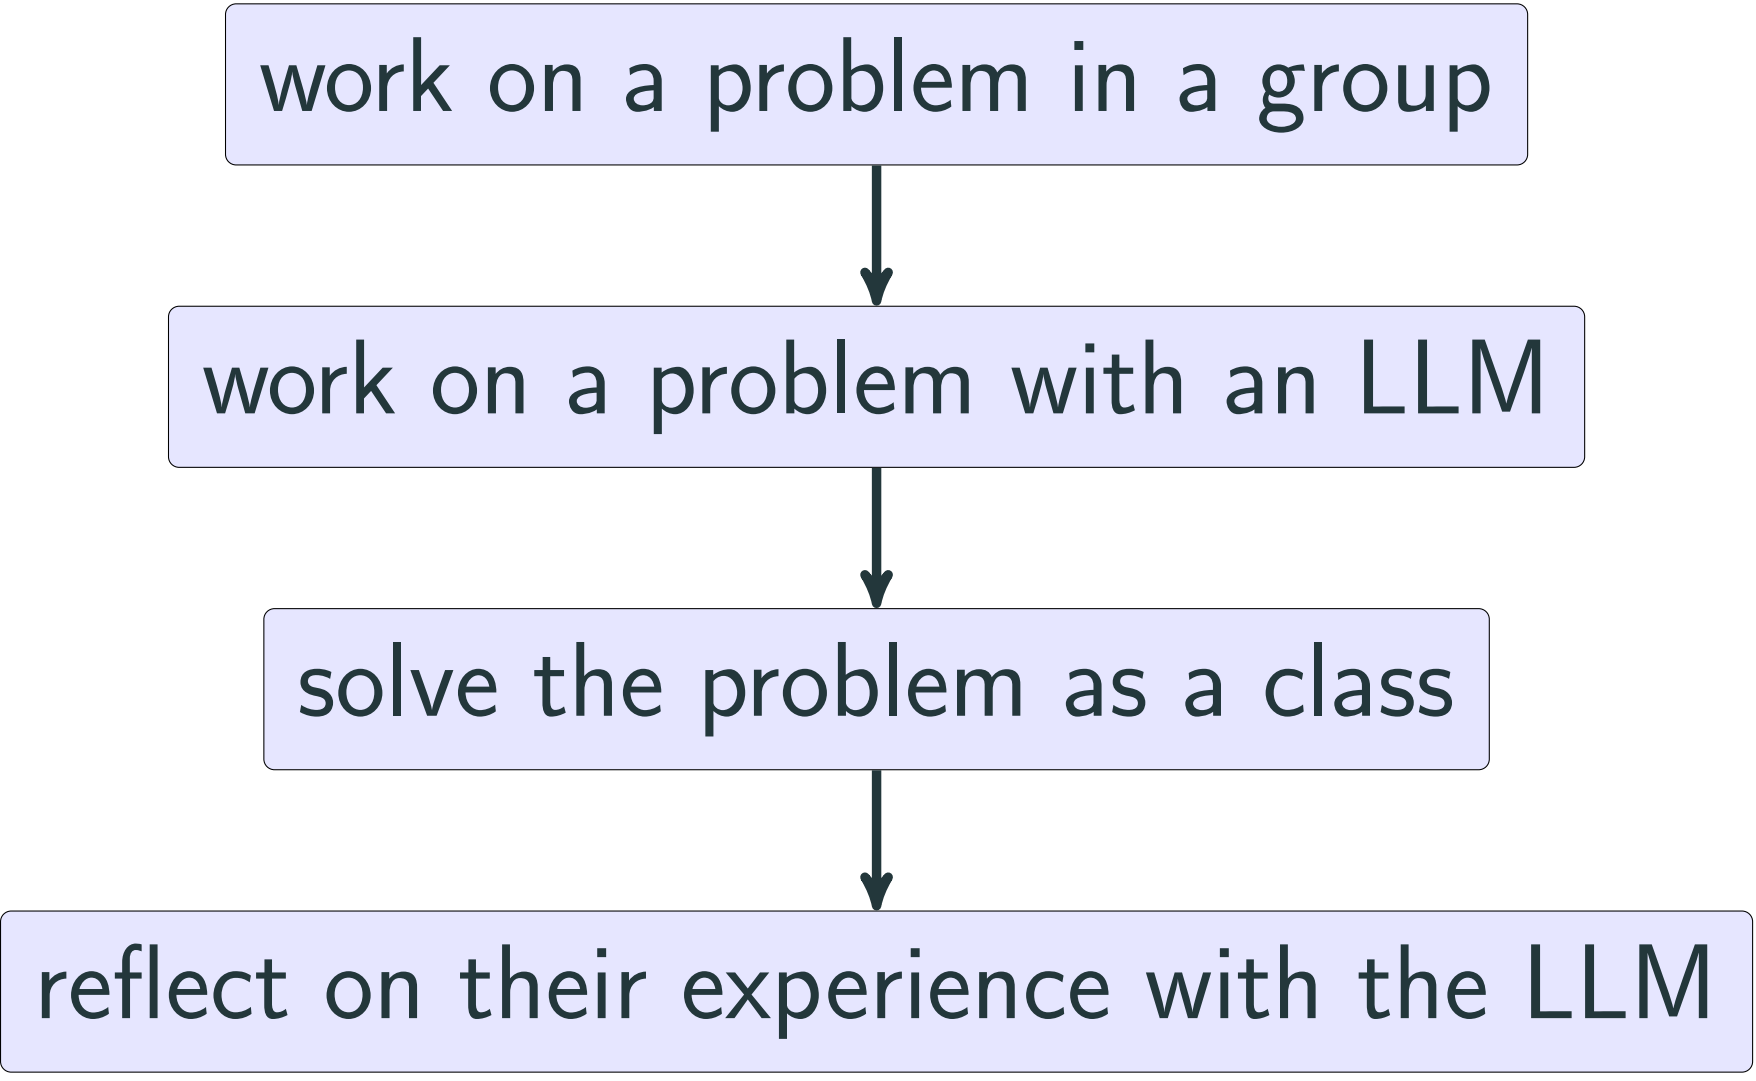 work on a problem in a group
work on a problem with an LLM
solve the problem as a class
reflect on their experience with the LLM